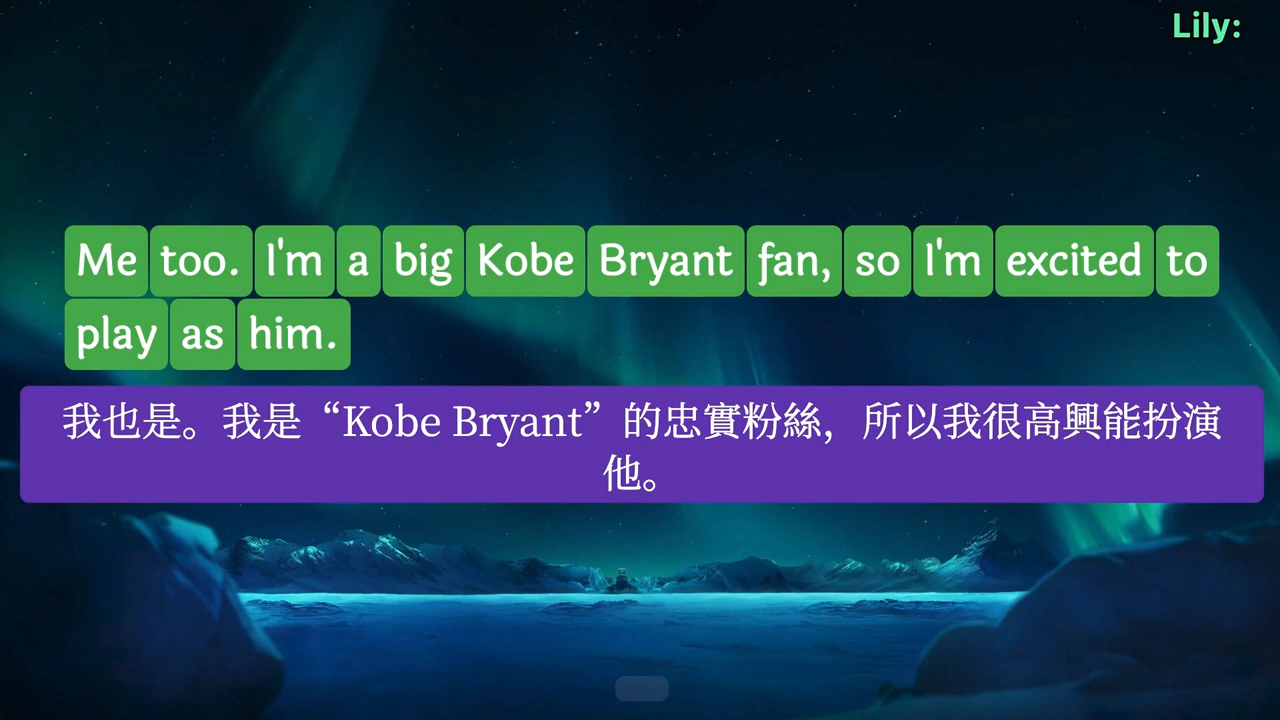 Lily:
Me too. I'm a big Kobe Bryant fan, so I'm excited to
play as him.
我也是。我是“Kobe Bryant”的忠實粉絲，所以我很高興能扮演
他。